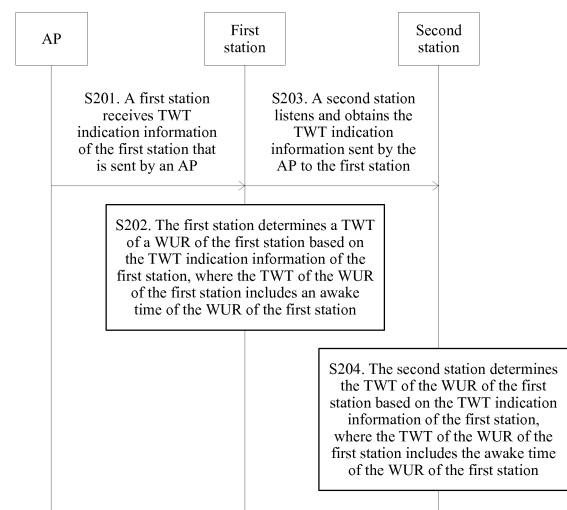 AP
First
station
Second
station
S201. A first station
receives TWT
indication information
of the first station that
is sent by an AP
S203. A second station
listens and obtains the
TWT indication
information sent by the
AP to the first station
S202. The first station determines a TWT
of a WUR of the first station based on
the TWT indication information of the
first station, where the TWT of the WUR
of the first station includes an awake
time of the WUR of the first station
S204. The second station determines
the TWT of the WUR of the first
station based on the TWT indication
information of the first station,
where the TWT of the WUR of the
first station includes the awake time
of the WUR of the first station